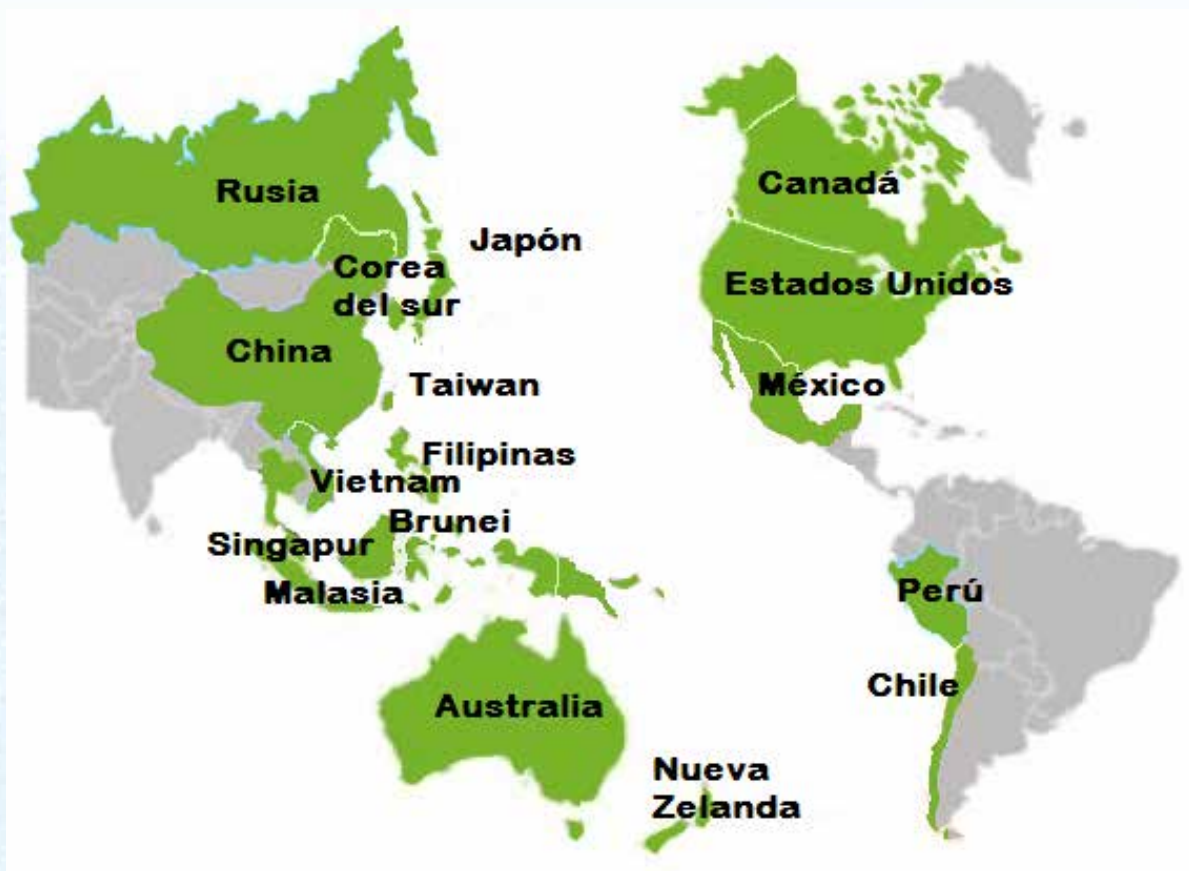 Rusia
Japón
Corea
del sur
China
Taiwan
Filipinas
Vietnam
Brunei
Singapur
Malasia
Australia
Nueva
Zelanda
Canadá
Estados Unidos
México
Perú
Chile